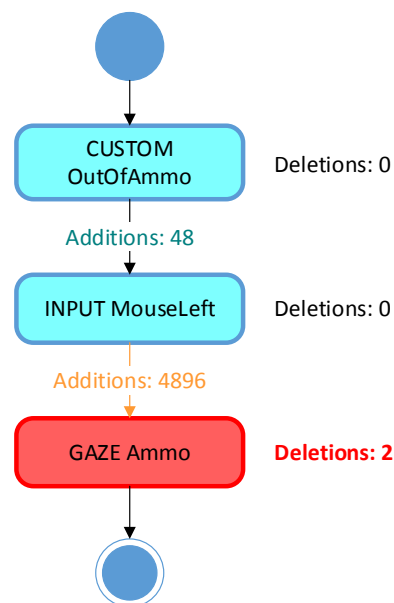 CUSTOM
OutOfAmmo
Deletions: 0
Additions: 48
INPUT MouseLeft
Deletions: 0
Additions: 4896
GAZE Ammo
Deletions: 2